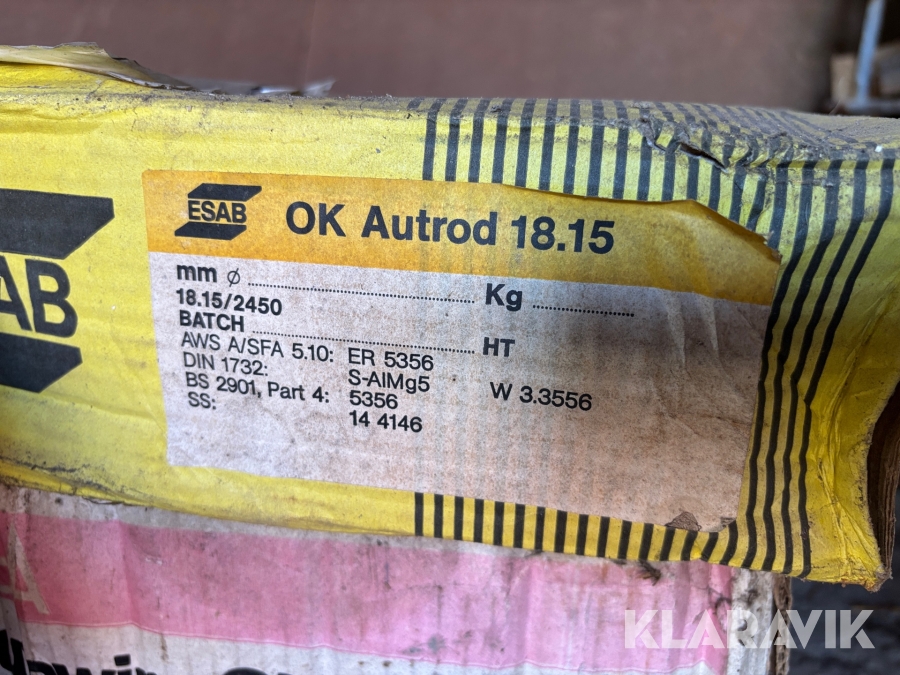 ESAB
OK Autrod 18.15
AB
mm ø ........ Kg ........
18.15/2450
BATCH ........ HT
AWS A/SFA 5.10: ER 5356
DIN 1732: S-AlMg5 W 3.3556
BS 2901, Part 4: 5356
SS: 14 4146
KLARAVIK